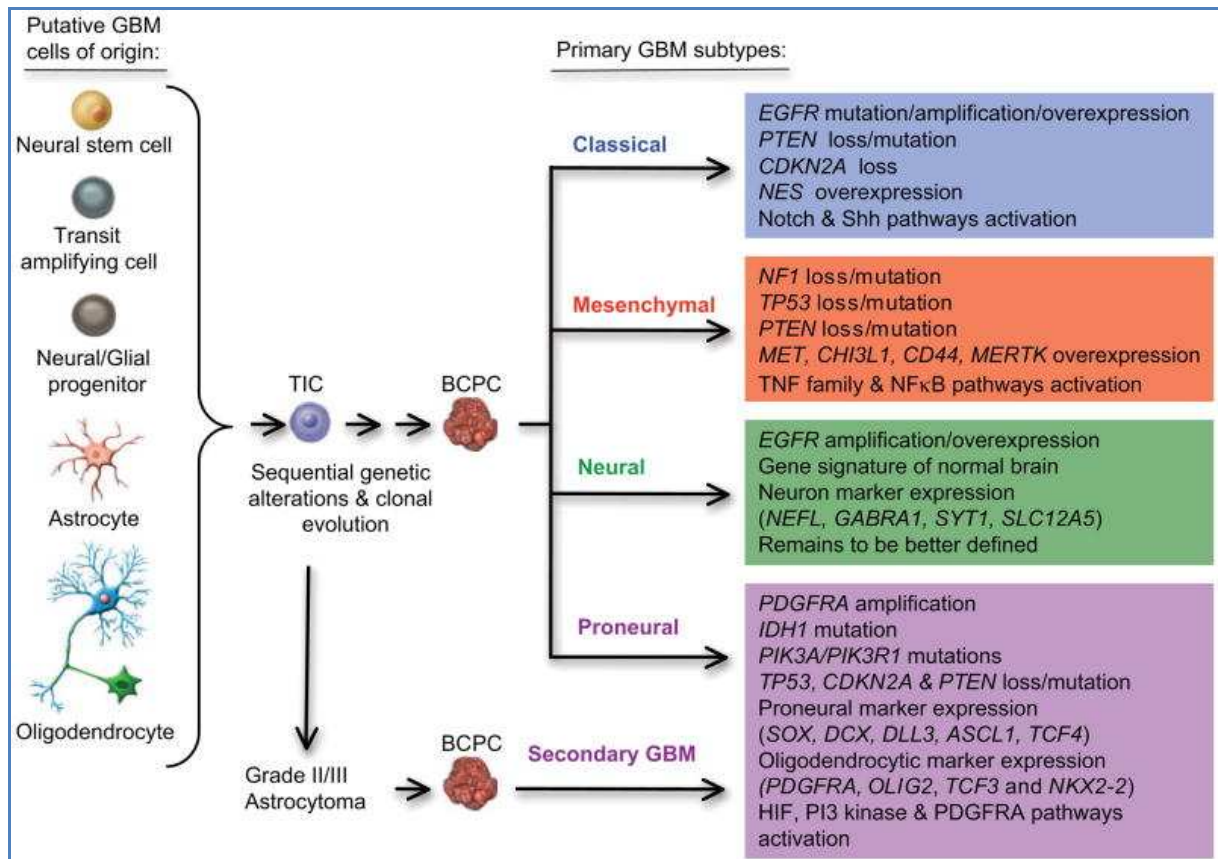 Putative GBM
cells of origin:
Neural stem cell
Transit
amplifying cell
Neural/Glial
progenitor
Astrocyte
Oligodendrocyte
TIC
BCPC
Sequential genetic
alterations & clonal
evolution
Grade II/III
Astrocytoma
BCPC
Primary GBM subtypes:
Classical
EGFR mutation/amplification/overexpression
PTEN loss/mutation
CDKN2A loss
NES overexpression
Notch & Shh pathways activation
Mesenchymal
NF1 loss/mutation
TP53 loss/mutation
PTEN loss/mutation
MET, CHI3L1, CD44, MERTK overexpression
TNF family & NFκB pathways activation
Neural
EGFR amplification/overexpression
Gene signature of normal brain
Neuron marker expression
(NEFL, GABRA1, SYT1, SLC12A5)
Remains to be better defined
Proneural
Secondary GBM
PDGFRA amplification
IDH1 mutation
PIK3A/PIK3R1 mutations
TP53, CDKN2A & PTEN loss/mutation
Proneural marker expression
(SOX, DCX, DLL3, ASCL1, TCF4)
Oligodendrocytic marker expression
(PDGFRA, OLIG2, TCF3 and NKX2-2)
HIF, PI3 kinase & PDGFRA pathways
activation